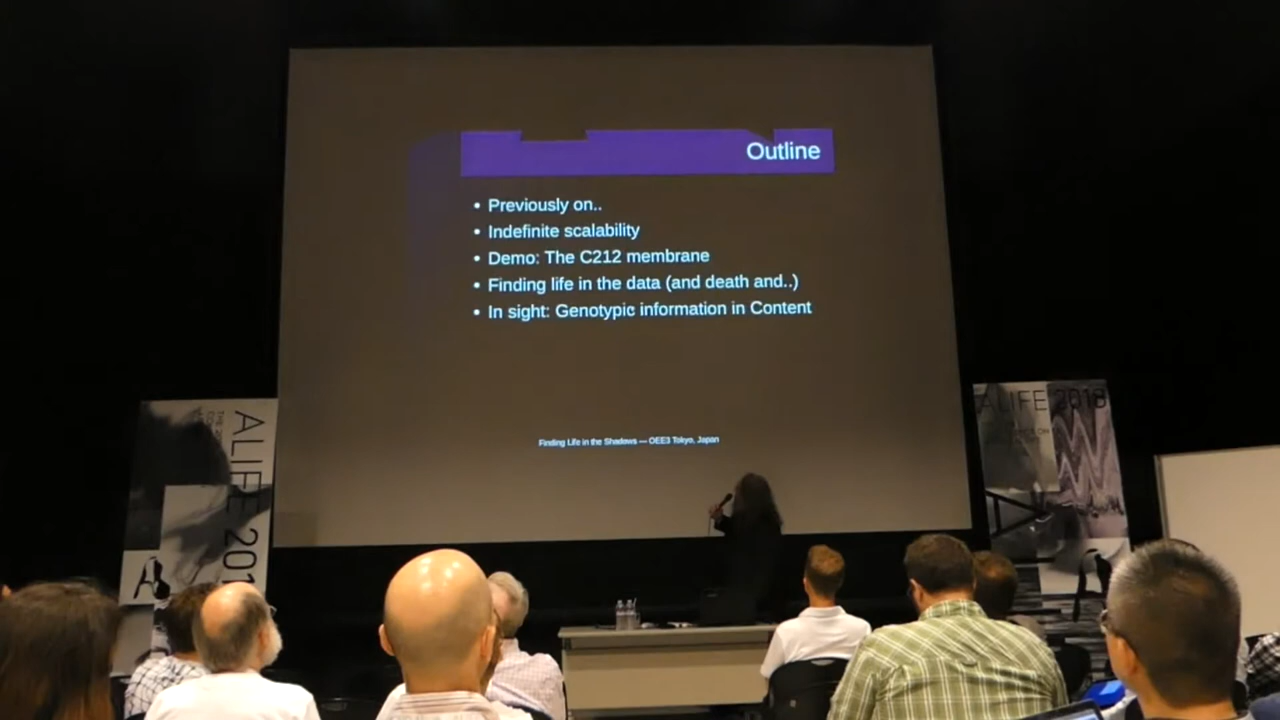 Outline
• Previously on..
• Indefinite scalability
• Demo: The C212 membrane
• Finding life in the data (and death and..)
• In sight: Genotypic information in Content
Finding Life in the Shadows — OEE3 Tokyo, Japan
ALIFE 201
ALIFE 2018